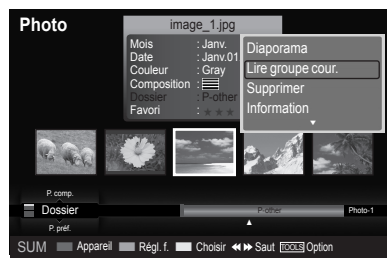 Photo
image_1.jpg
Mois : Janv.
Date : Janv.01
Couleur : Gray
Composition :
Dossier : P-other
Favori : ★ ★ ★
Diaporama
Lire groupe cour.
Supprimer
Information
P. comp.
Dossier
P. préf.
P-other
Photo-1
SUM Appareil Régl. f. Choisir Saut TOOLS Option